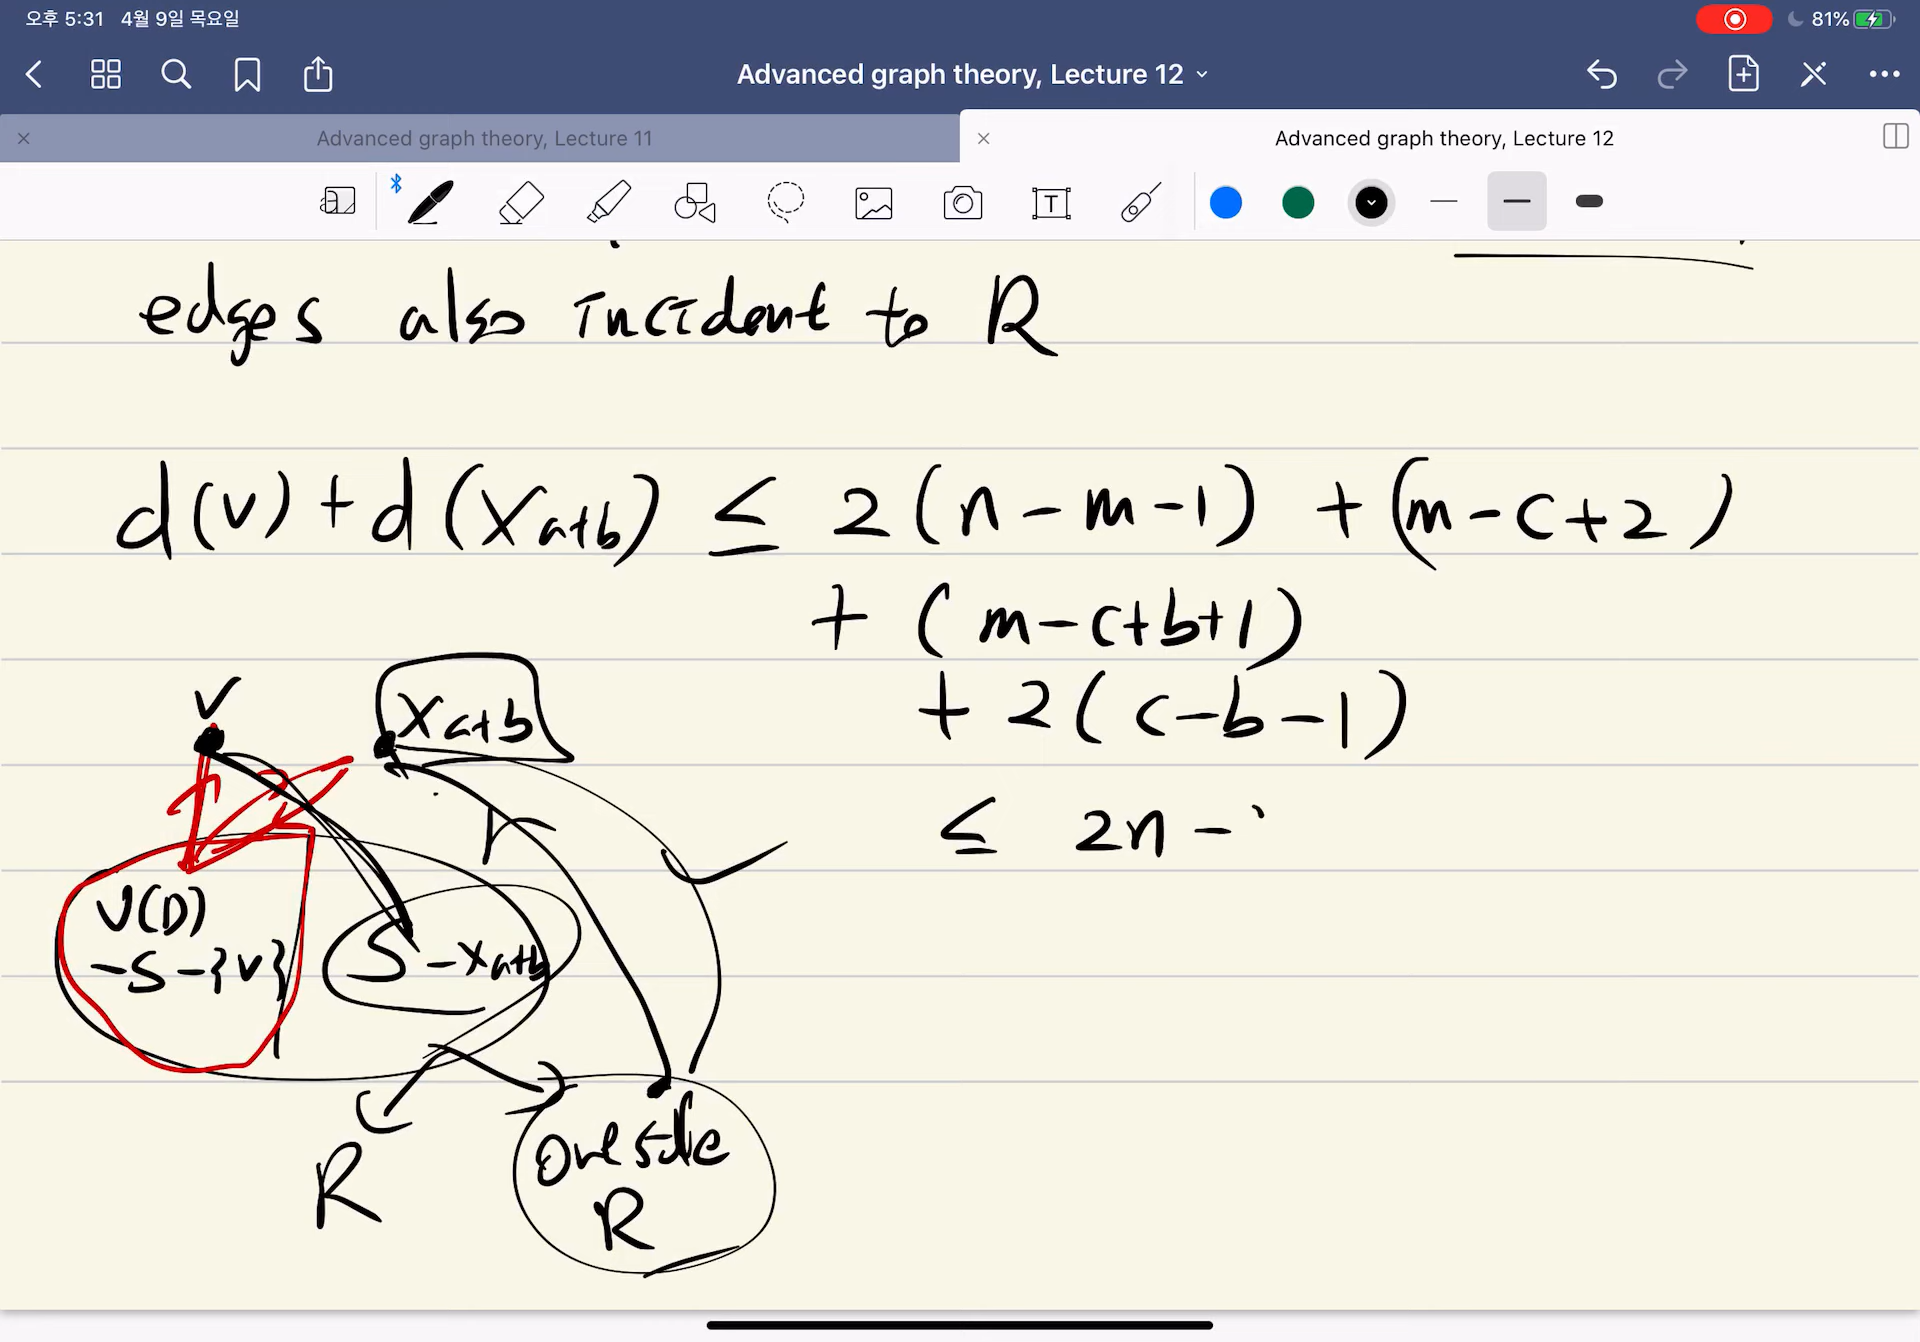 오후 5:31 4월 9일 목요일
81%
Advanced graph theory, Lecture 12
Advanced graph theory, Lecture 11
Advanced graph theory, Lecture 12
edges also incident to R
d(v) + d(X_{a+b}) ≤ 2(n-m-1) + (m-c+2)
+ (m-c+b+1)
+ 2(c-b-1)
≤ 2n -
V
X_{a+b}
V(D)
-S-{v}
S-X_{a+b}
R
outside
R